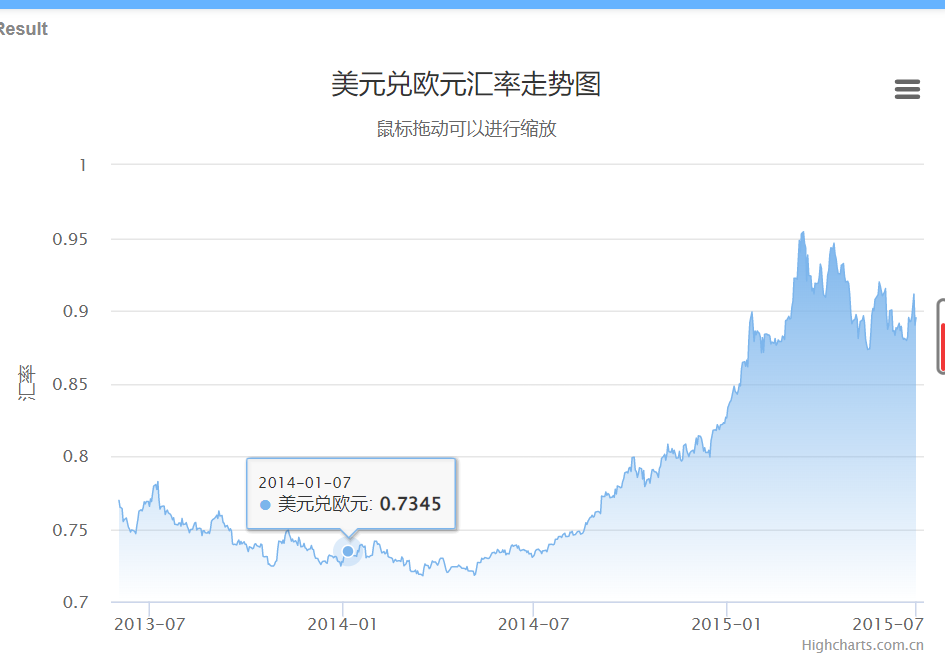 Result
美元兑欧元汇率走势图
鼠标拖动可以进行缩放
1
0.95
0.9
0.85
0.8
0.75
0.7
汇率
2014-01-07
美元兑欧元: 0.7345
2013-07
2014-01
2014-07
2015-01
2015-07
Highcharts.com.cn